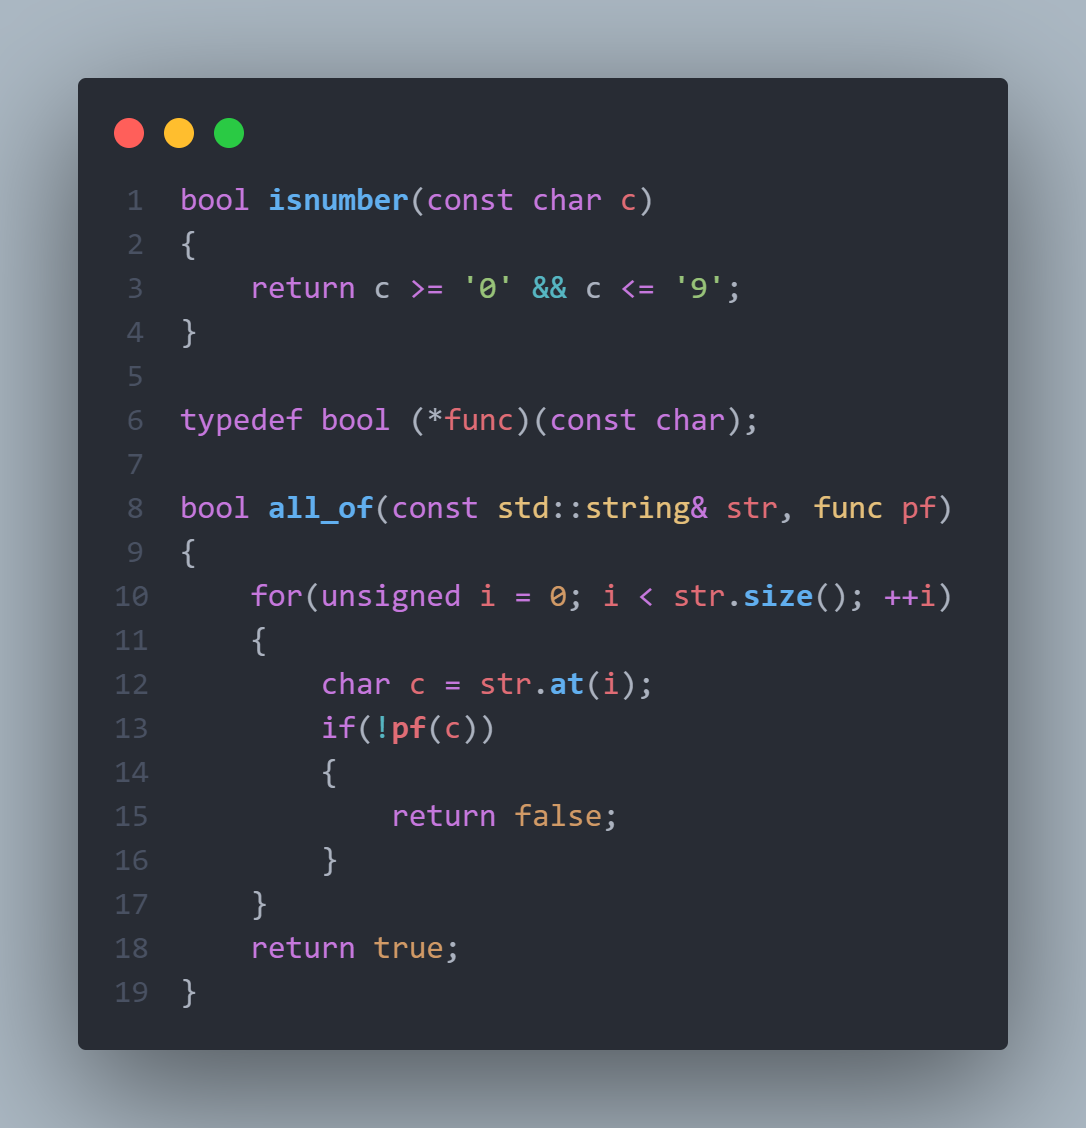 1 bool isnumber(const char c)
2 {
3     return c >= '0' && c <= '9';
4 }
5
6 typedef bool (*func)(const char);
7
8 bool all_of(const std::string& str, func pf)
9 {
10     for(unsigned i = 0; i < str.size(); ++i)
11     {
12         char c = str.at(i);
13         if(!pf(c))
14         {
15             return false;
16         }
17     }
18     return true;
19 }